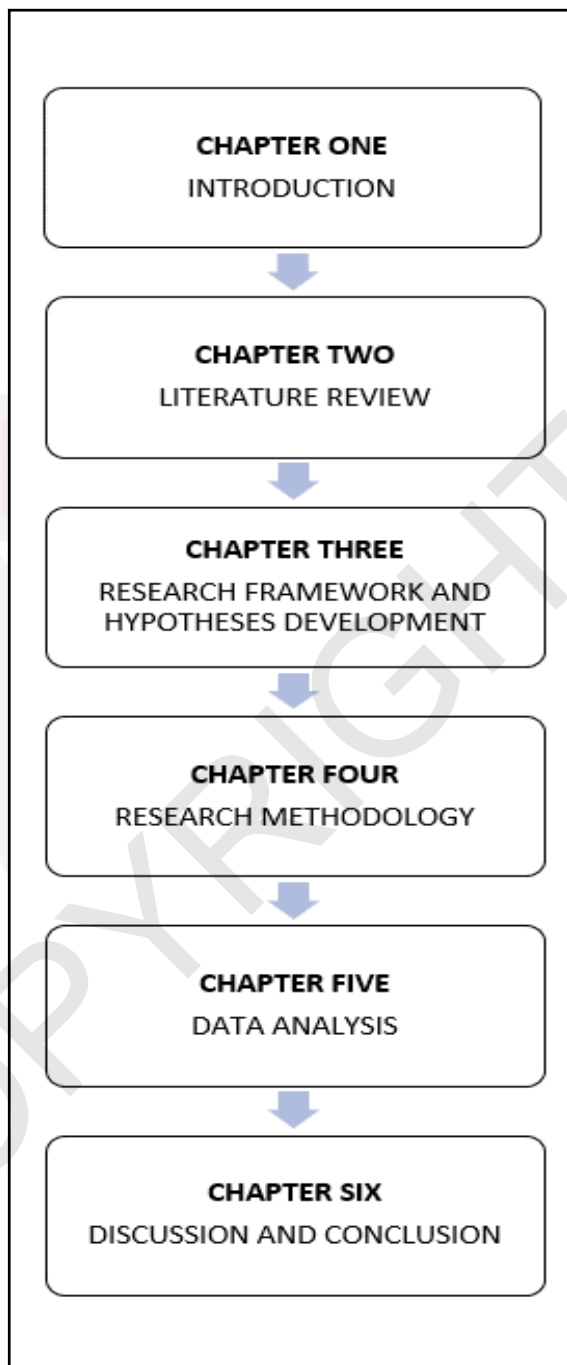 CHAPTER ONE
INTRODUCTION
CHAPTER TWO
LITERATURE REVIEW
CHAPTER THREE
RESEARCH FRAMEWORK AND
HYPOTHESES DEVELOPMENT
CHAPTER FOUR
RESEARCH METHODOLOGY
CHAPTER FIVE
DATA ANALYSIS
CHAPTER SIX
DISCUSSION AND CONCLUSION
COPYRIGHT